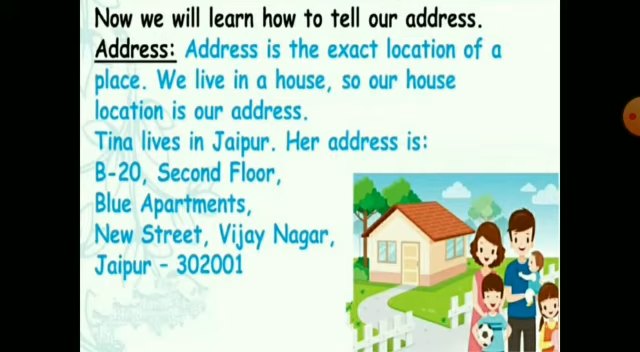 Now we will learn how to tell our address.
Address: Address is the exact location of a
place. We live in a house, so our house
location is our address.
Tina lives in Jaipur. Her address is:
B-20, Second Floor,
Blue Apartments,
New Street, Vijay Nagar,
Jaipur - 302001